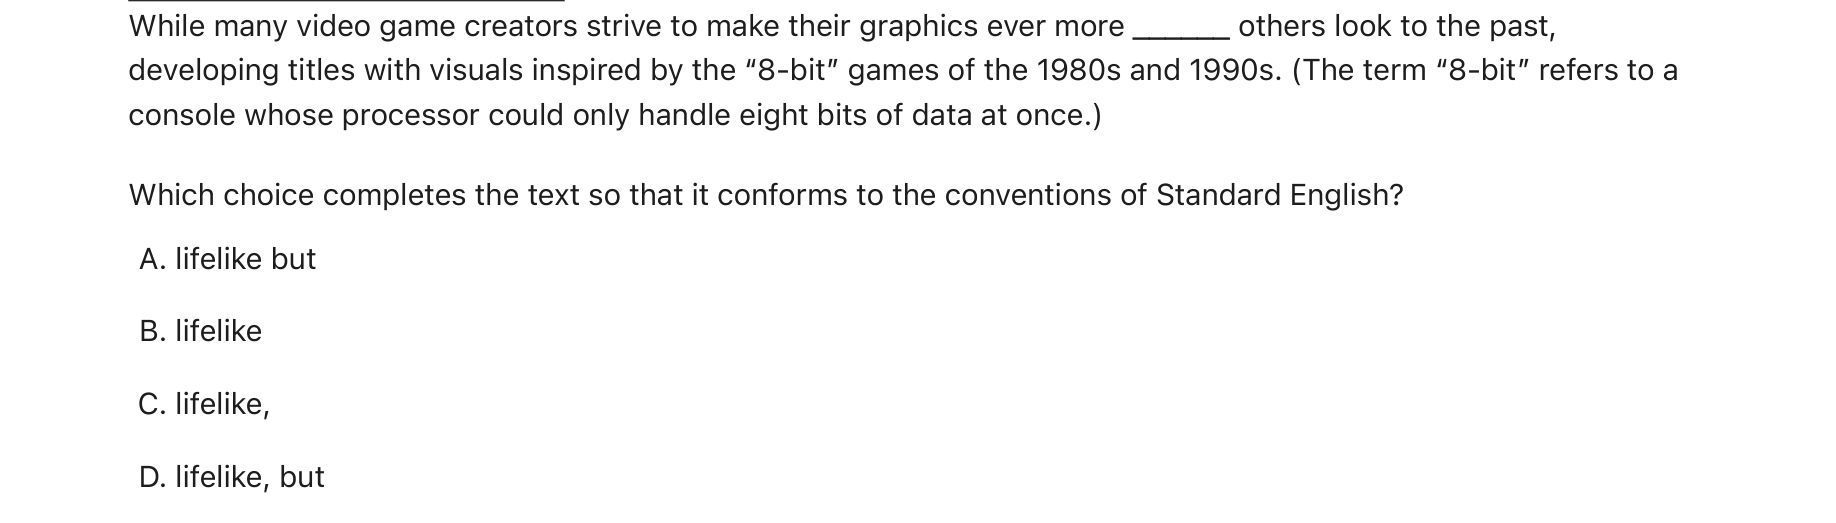 While many video game creators strive to make their graphics ever more ______ others look to the past,
developing titles with visuals inspired by the “8-bit” games of the 1980s and 1990s. (The term “8-bit” refers to a
console whose processor could only handle eight bits of data at once.)
Which choice completes the text so that it conforms to the conventions of Standard English?
A. lifelike but
B. lifelike
C. lifelike,
D. lifelike, but